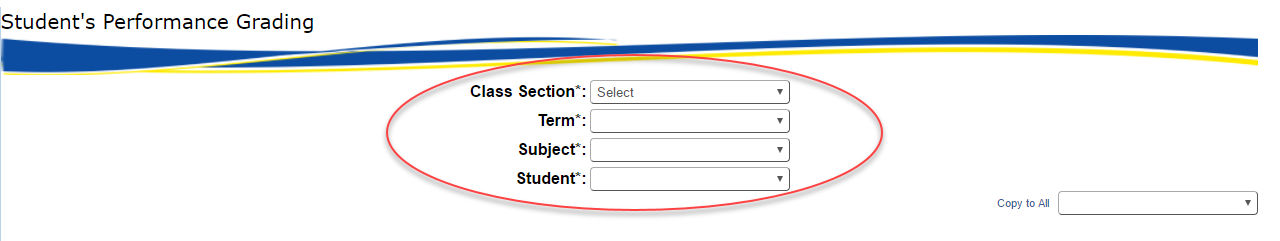 Student's Performance Grading
Class Section*: Select
Term*:
Subject*:
Student*:
Copy to All